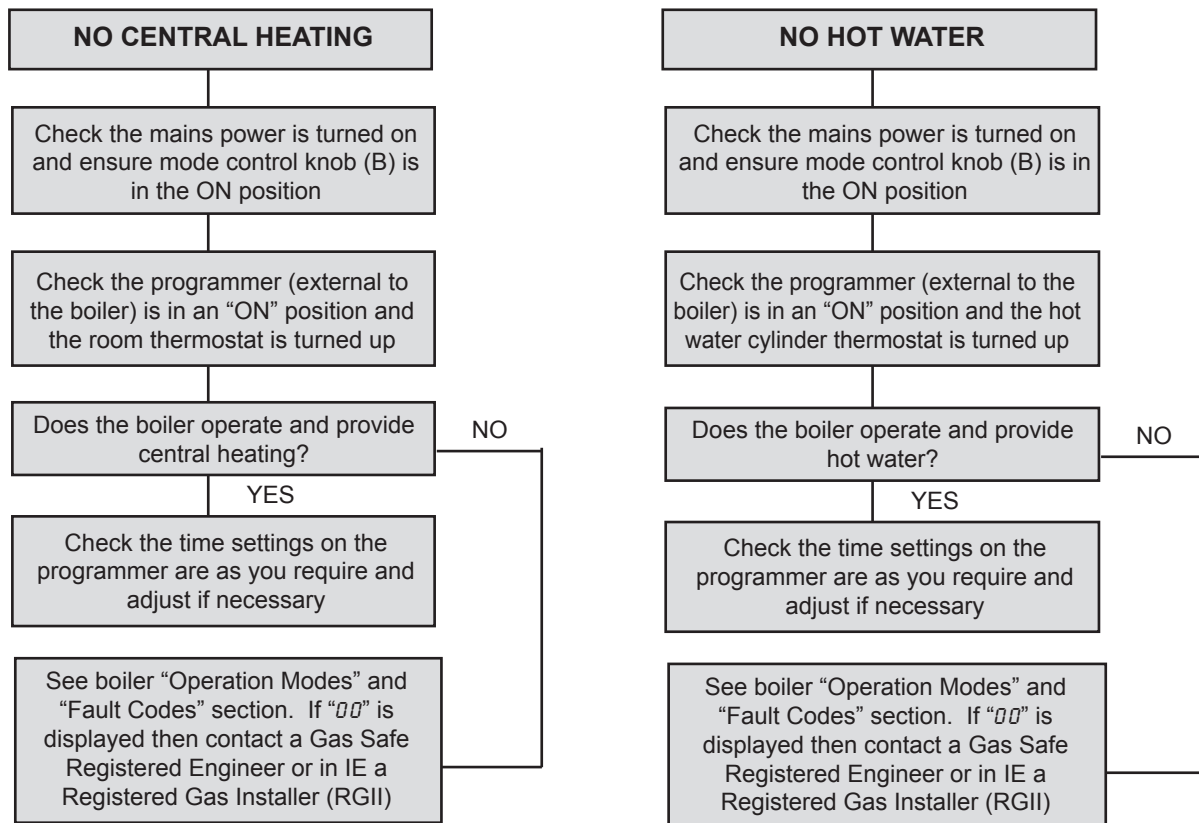 NO CENTRAL HEATING
Check the mains power is turned on
and ensure mode control knob (B) is
in the ON position
Check the programmer (external to
the boiler) is in an “ON” position and
the room thermostat is turned up
Does the boiler operate and provide
central heating?
NO
YES
Check the time settings on the
programmer are as you require and
adjust if necessary
See boiler “Operation Modes” and
“Fault Codes” section. If “00” is
displayed then contact a Gas Safe
Registered Engineer or in IE a
Registered Gas Installer (RGII)
NO HOT WATER
Check the mains power is turned on
and ensure mode control knob (B) is in
the ON position
Check the programmer (external to the
boiler) is in an “ON” position and the hot
water cylinder thermostat is turned up
Does the boiler operate and provide
hot water?
NO
YES
Check the time settings on the
programmer are as you require and
adjust if necessary
See boiler “Operation Modes” and
“Fault Codes” section. If “00” is
displayed then contact a Gas Safe
Registered Engineer or in IE a
Registered Gas Installer (RGII)